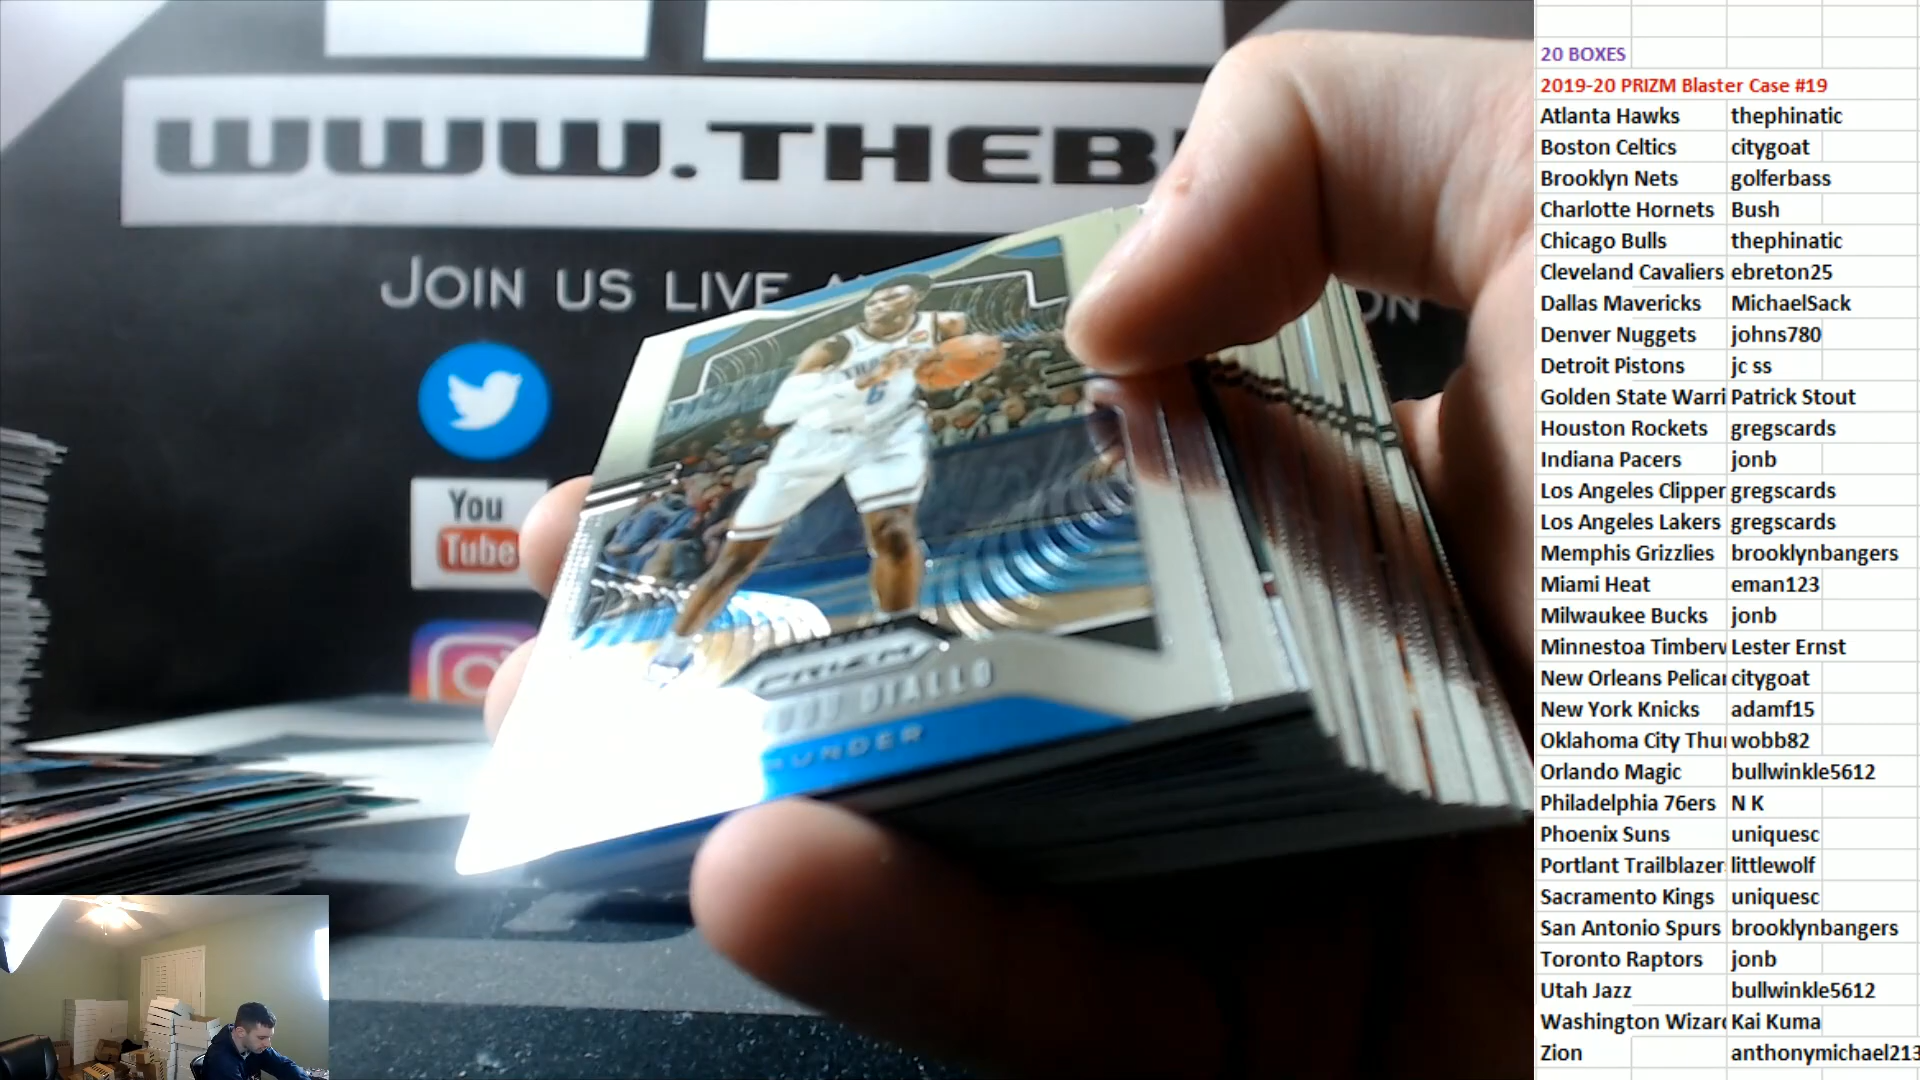 WWW.THEB
JOIN US LIVE
ON
You
Tube
PRIZM
DIALLO
UNDER
20 BOXES
2019-20 PRIZM Blaster Case #19
Atlanta Hawks thephinatic
Boston Celtics citygoat
Brooklyn Nets golferbass
Charlotte Hornets Bush
Chicago Bulls thephinatic
Cleveland Cavaliers ebreton25
Dallas Mavericks MichaelSack
Denver Nuggets johns780
Detroit Pistons jc ss
Golden State Warri Patrick Stout
Houston Rockets gregscards
Indiana Pacers jonb
Los Angeles Clipper gregscards
Los Angeles Lakers gregscards
Memphis Grizzlies brooklynbangers
Miami Heat eman123
Milwaukee Bucks jonb
Minnestoa Timberv Lester Ernst
New Orleans Pelicar citygoat
New York Knicks adamf15
Oklahoma City Thu wobb82
Orlando Magic bullwinkle5612
Philadelphia 76ers N K
Phoenix Suns uniquesc
Portlant Trailblazer littlewolf
Sacramento Kings uniquesc
San Antonio Spurs brooklynbangers
Toronto Raptors jonb
Utah Jazz bullwinkle5612
Washington Wizard Kai Kuma
Zion anthonymichael213